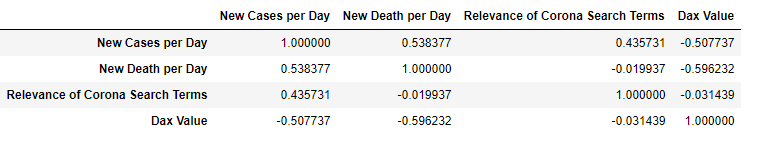 New Cases per Day New Death per Day Relevance of Corona Search Terms Dax Value
New Cases per Day 1.000000 0.538377 0.435731 -0.507737
New Death per Day 0.538377 1.000000 -0.019937 -0.596232
Relevance of Corona Search Terms 0.435731 -0.019937 1.000000 -0.031439
Dax Value -0.507737 -0.596232 -0.031439 1.000000